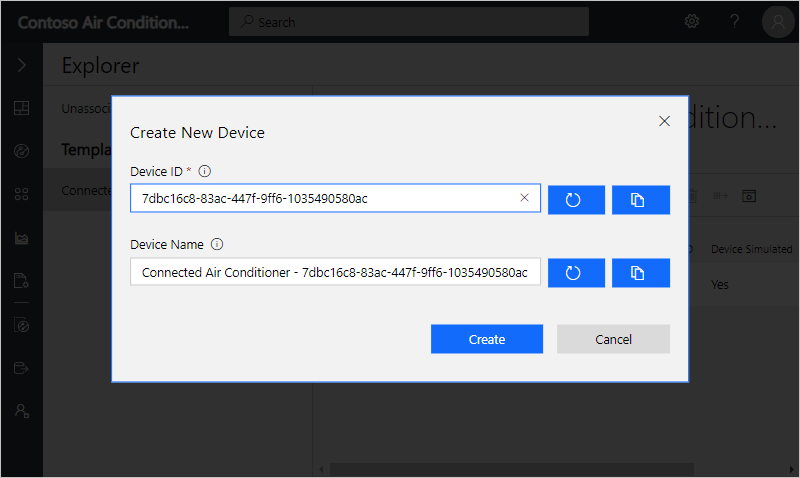 Contoso Air Condition...
Search
?
Explorer
Unassoci
Templa
Connecte
dition...
Device Simulated
Yes
Create New Device
Device ID *
7dbc16c8-83ac-447f-9ff6-1035490580ac
Device Name
Connected Air Conditioner - 7dbc16c8-83ac-447f-9ff6-1035490580ac
Create
Cancel